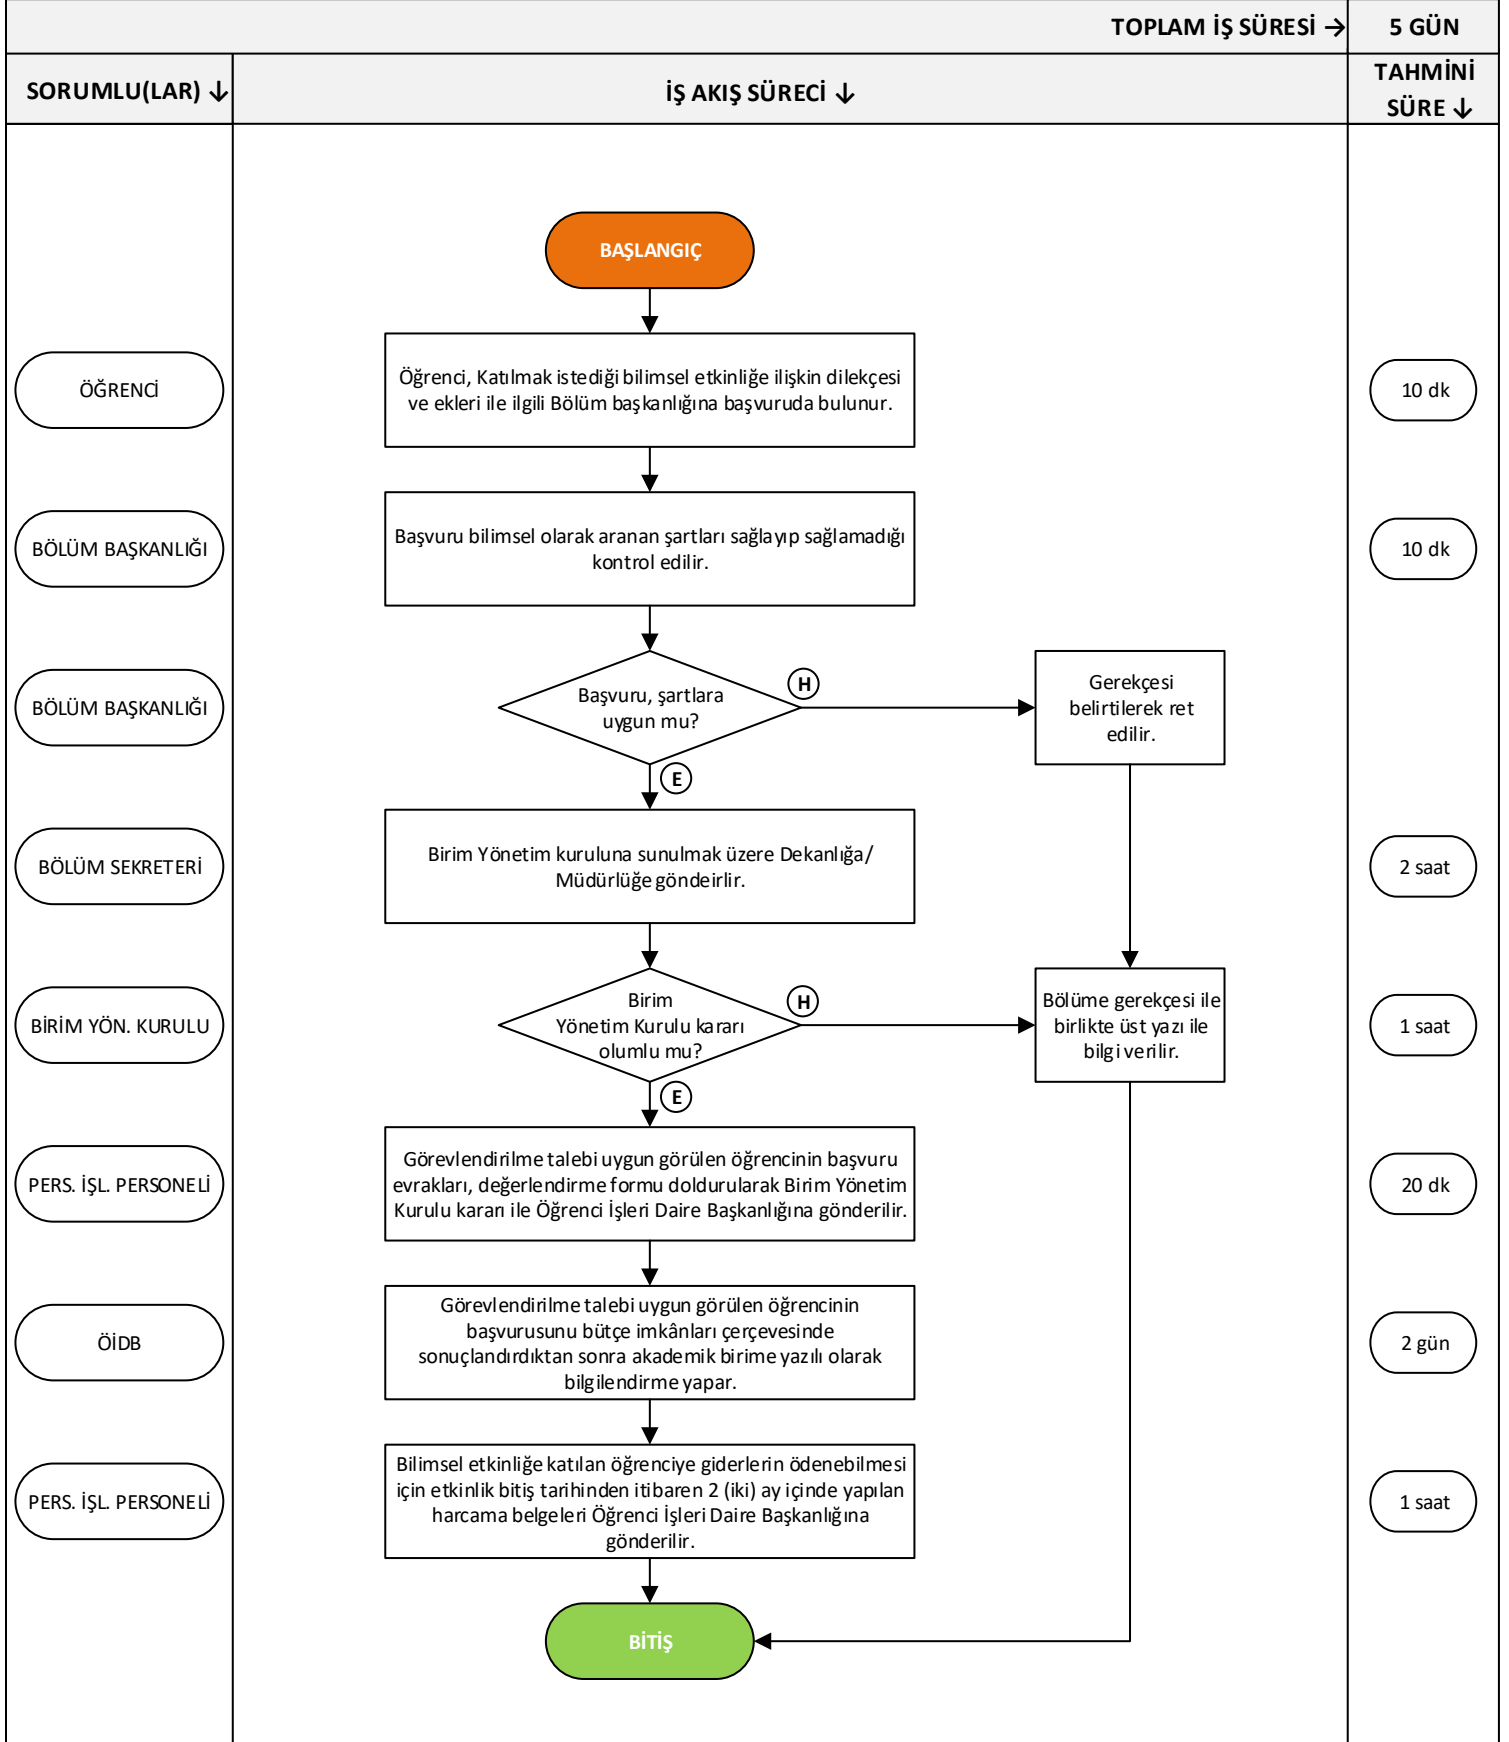 TOPLAM İŞ SÜRESİ →
5 GÜN
SORUMLU(LAR) ↓
İŞ AKIŞ SÜRECİ ↓
TAHMİNİ
SÜRE ↓
BAŞLANGIÇ
ÖĞRENCİ
Öğrenci, Katılmak istediği bilimsel etkinliğe ilişkin dilekçesi
ve ekleri ile ilgili Bölüm başkanlığına başvuruda bulunur.
10 dk
BÖLÜM BAŞKANLIĞI
Başvuru bilimsel olarak aranan şartları sağlayıp sağlamadığı
kontrol edilir.
10 dk
BÖLÜM BAŞKANLIĞI
Başvuru, şartlara
uygun mu?
H
Gerekçesi
belirtilerek ret
edilir.
E
BÖLÜM SEKRETERİ
Birim Yönetim kuruluna sunulmak üzere Dekanlığa/
Müdürlüğe göndeirlir.
2 saat
BİRİM YÖN. KURULU
Birim
Yönetim Kurulu kararı
olumlu mu?
H
Bölüme gerekçesi ile
birlikte üst yazı ile
bilgi verilir.
1 saat
E
PERS. İŞL. PERSONELİ
Görevlendirilme talebi uygun görülen öğrencinin başvuru
evrakları, değerlendirme formu doldurularak Birim Yönetim
Kurulu kararı ile Öğrenci İşleri Daire Başkanlığına gönderilir.
20 dk
ÖİDB
Görevlendirilme talebi uygun görülen öğrencinin
başvurusunu bütçe imkânları çerçevesinde
sonuçlandırdıktan sonra akademik birime yazılı olarak
bilgilendirme yapar.
2 gün
PERS. İŞL. PERSONELİ
Bilimsel etkinliğe katılan öğrenciye giderlerin ödenebilmesi
için etkinlik bitiş tarihinden itibaren 2 (iki) ay içinde yapılan
harcama belgeleri Öğrenci İşleri Daire Başkanlığına
gönderilir.
1 saat
BİTİŞ